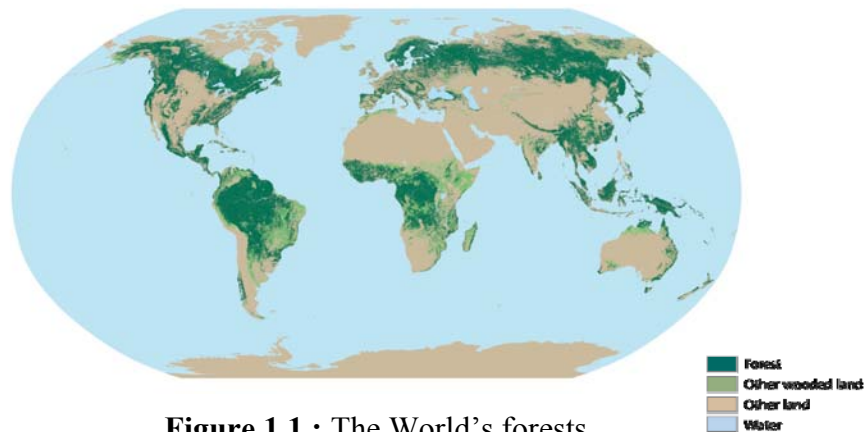 Forest
Other wooded land
Other land
Water
Figure 1.1 : The World's forests